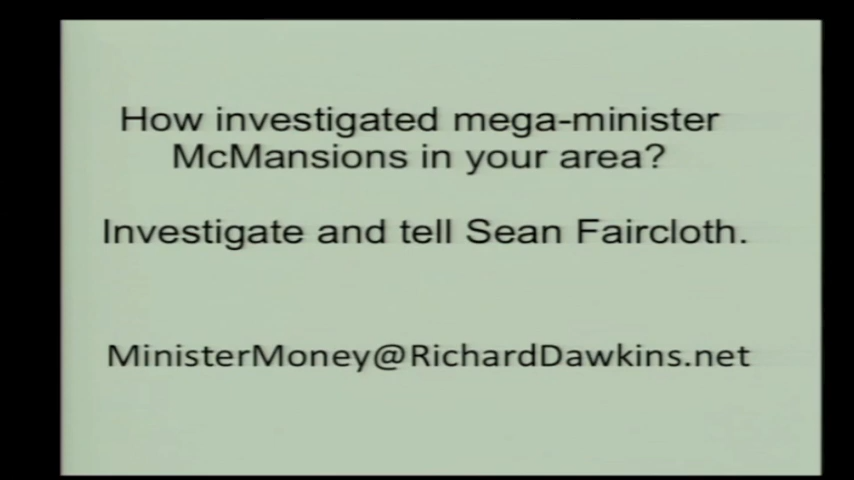 How investigated mega-minister
McMansions in your area?
Investigate and tell Sean Faircloth.
MinisterMoney@RichardDawkins.net